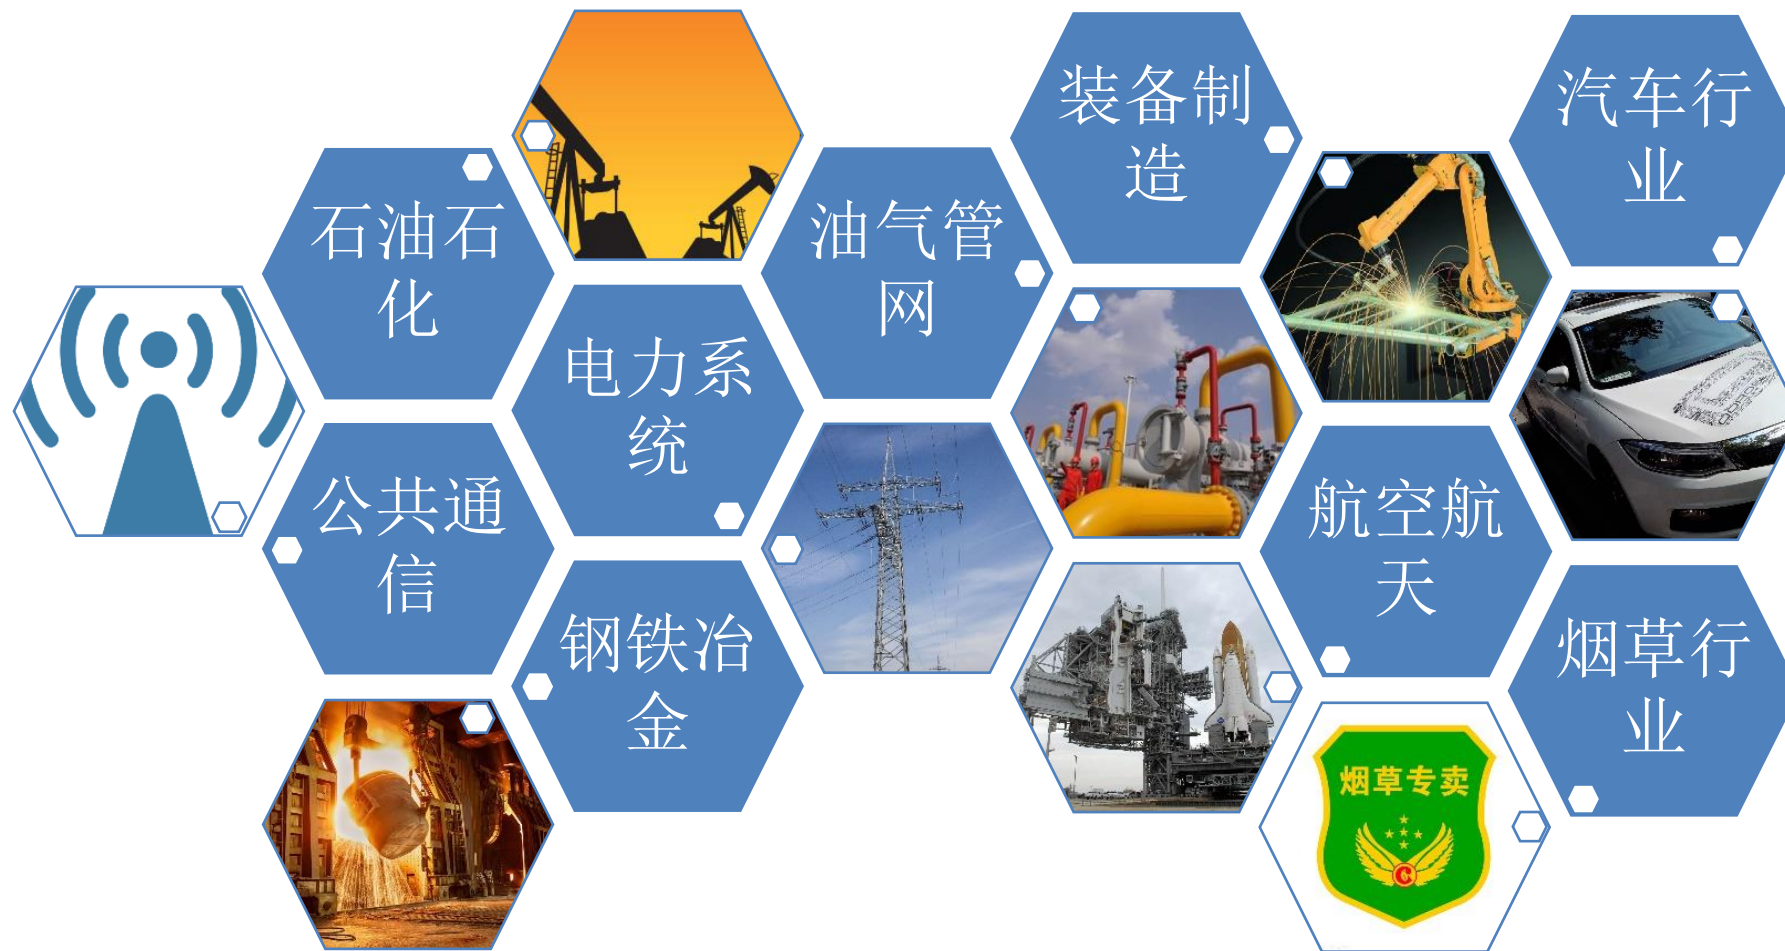 装备制
造
汽车行
业
石油石
化
油气管
网
电力系
统
公共通
信
航空航
天
钢铁冶
金
烟草行
业
烟草专卖